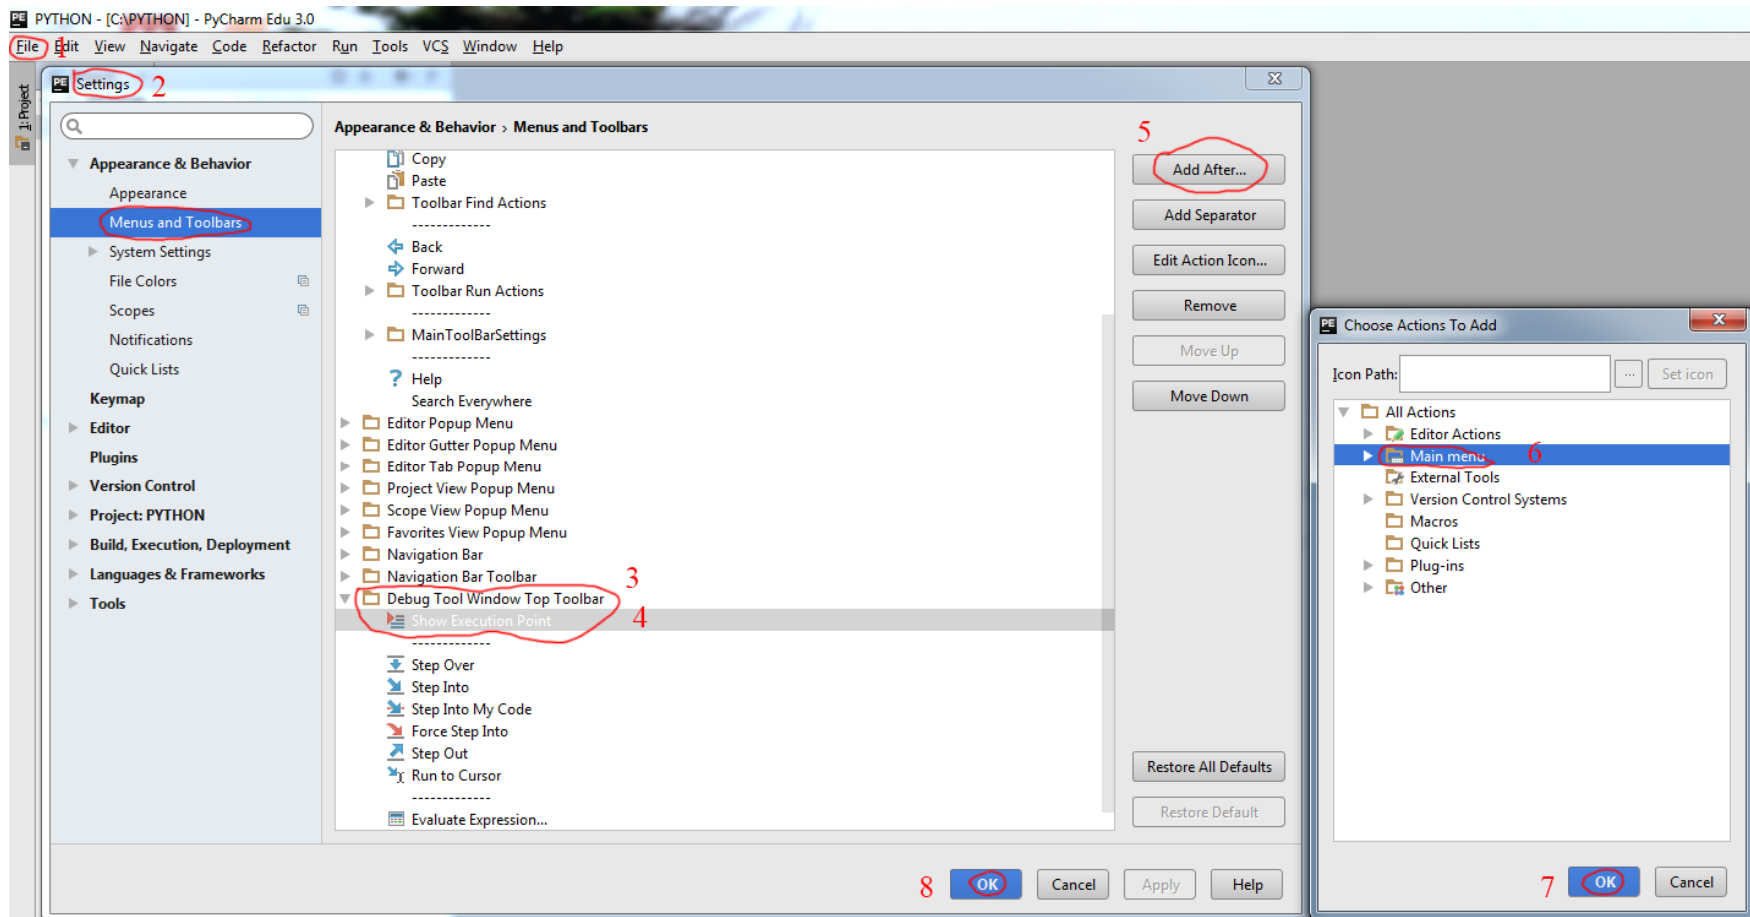 PE PYTHON - [C:\PYTHON] - PyCharm Edu 3.0
File 1 Edit View Navigate Code Refactor Run Tools VCS Window Help
1: Project
PE Settings 2
Appearance & Behavior
Appearance
Menus and Toolbars
System Settings
File Colors
Scopes
Notifications
Quick Lists
Keymap
Editor
Plugins
Version Control
Project: PYTHON
Build, Execution, Deployment
Languages & Frameworks
Tools
Appearance & Behavior › Menus and Toolbars
Copy
Paste
Toolbar Find Actions
-------------
Back
Forward
Toolbar Run Actions
-------------
MainToolBarSettings
-------------
? Help
Search Everywhere
Editor Popup Menu
Editor Gutter Popup Menu
Editor Tab Popup Menu
Project View Popup Menu
Scope View Popup Menu
Favorites View Popup Menu
Navigation Bar
Navigation Bar Toolbar 3
Debug Tool Window Top Toolbar
Show Execution Point 4
-------------
Step Over
Step Into
Step Into My Code
Force Step Into
Step Out
Run to Cursor
-------------
Evaluate Expression...
5
Add After...
Add Separator
Edit Action Icon...
Remove
Move Up
Move Down
Restore All Defaults
Restore Default
8 OK Cancel Apply Help
PE Choose Actions To Add
Icon Path: ... Set icon
All Actions
Editor Actions
Main menu 6
External Tools
Version Control Systems
Macros
Quick Lists
Plug-ins
Other
7 OK Cancel